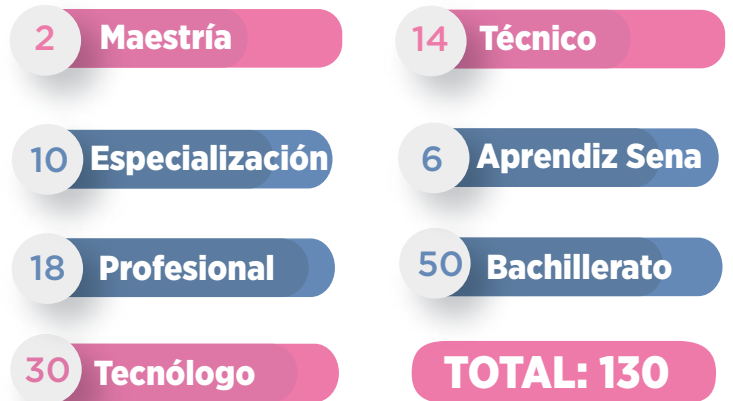 2 Maestría
10 Especialización
18 Profesional
30 Tecnólogo
14 Técnico
6 Aprendiz Sena
50 Bachillerato
TOTAL: 130